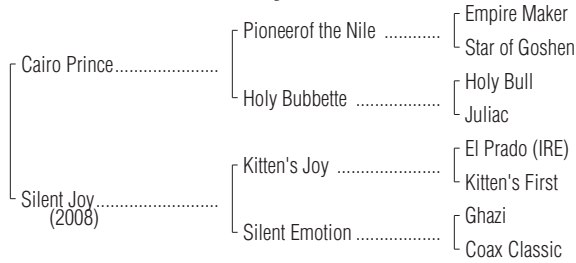 Empire Maker
Pioneerof the Nile ............
Star of Goshen
Cairo Prince.....................
Holy Bull
Holy Bubbette .................
Juliac
El Prado (IRE)
Kitten's Joy ...................
Kitten's First
Silent Joy.........................
(2008)
Ghazi
Silent Emotion ................
Coax Classic